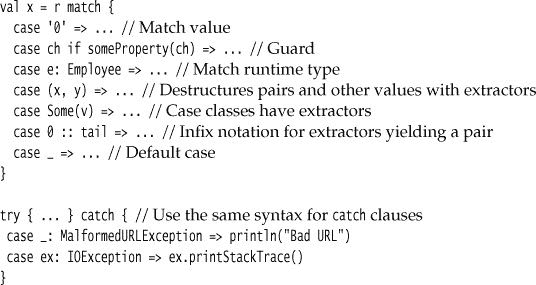 val x = r match {
case '0' => ... // Match value
case ch if someProperty(ch) => ... // Guard
case e: Employee => ... // Match runtime type
case (x, y) => ... // Destructures pairs and other values with extractors
case Some(v) => ... // Case classes have extractors
case 0 :: tail => ... // Infix notation for extractors yielding a pair
case _ => ... // Default case
}
try { ... } catch { // Use the same syntax for catch clauses
case _: MalformedURLException => println("Bad URL")
case ex: IOException => ex.printStackTrace()
}